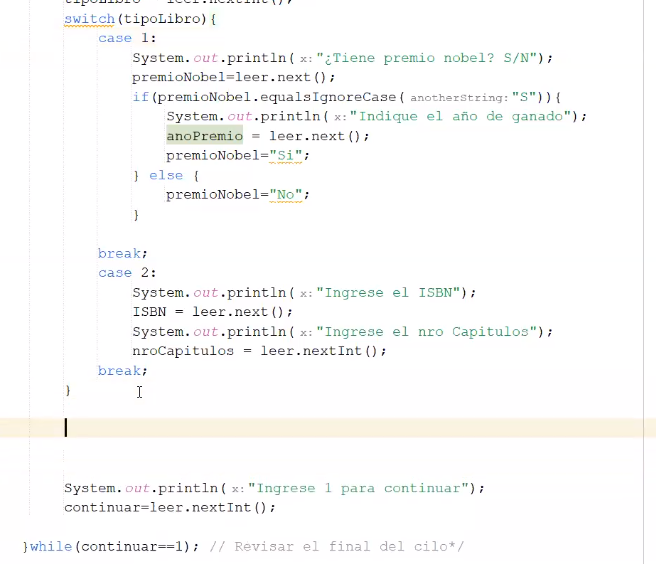 tipoLibro = leer.nextInt();
switch(tipoLibro){
case 1:
System.out.println( x: "¿Tiene premio nobel? S/N");
premioNobel=leer.next();
if(premioNobel.equalsIgnoreCase( anotherString: "S")){
System.out.println( x: "Indique el año de ganado");
anoPremio = leer.next();
premioNobel="Si";
} else {
premioNobel="No";
}
break;
case 2:
System.out.println( x: "Ingrese el ISBN");
ISBN = leer.next();
System.out.println( x: "Ingrese el nro Capitulos");
nroCapitulos = leer.nextInt();
break;
}
System.out.println( x: "Ingrese 1 para continuar");
continuar=leer.nextInt();
}while(continuar==1); // Revisar el final del cilo*/